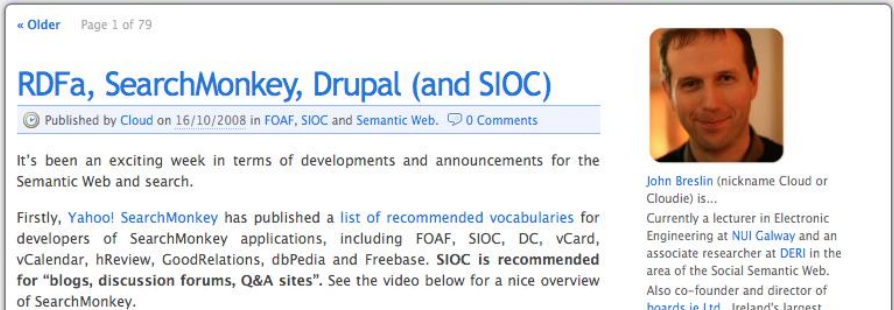 « Older Page 1 of 79
RDFa, SearchMonkey, Drupal (and SIOC)
Published by Cloud on 16/10/2008 in FOAF, SIOC and Semantic Web. 0 Comments
It's been an exciting week in terms of developments and announcements for the
Semantic Web and search.
Firstly, Yahoo! SearchMonkey has published a list of recommended vocabularies for
developers of SearchMonkey applications, including FOAF, SIOC, DC, vCard,
vCalendar, hReview, GoodRelations, dbPedia and Freebase. SIOC is recommended
for “blogs, discussion forums, Q&A sites”. See the video below for a nice overview
of SearchMonkey.
John Breslin (nickname Cloud or
Cloudie) is...
Currently a lecturer in Electronic
Engineering at NUI Galway and an
associate researcher at DERI in the
area of the Social Semantic Web.
Also co-founder and director of
boards.ie Ltd., Ireland's largest